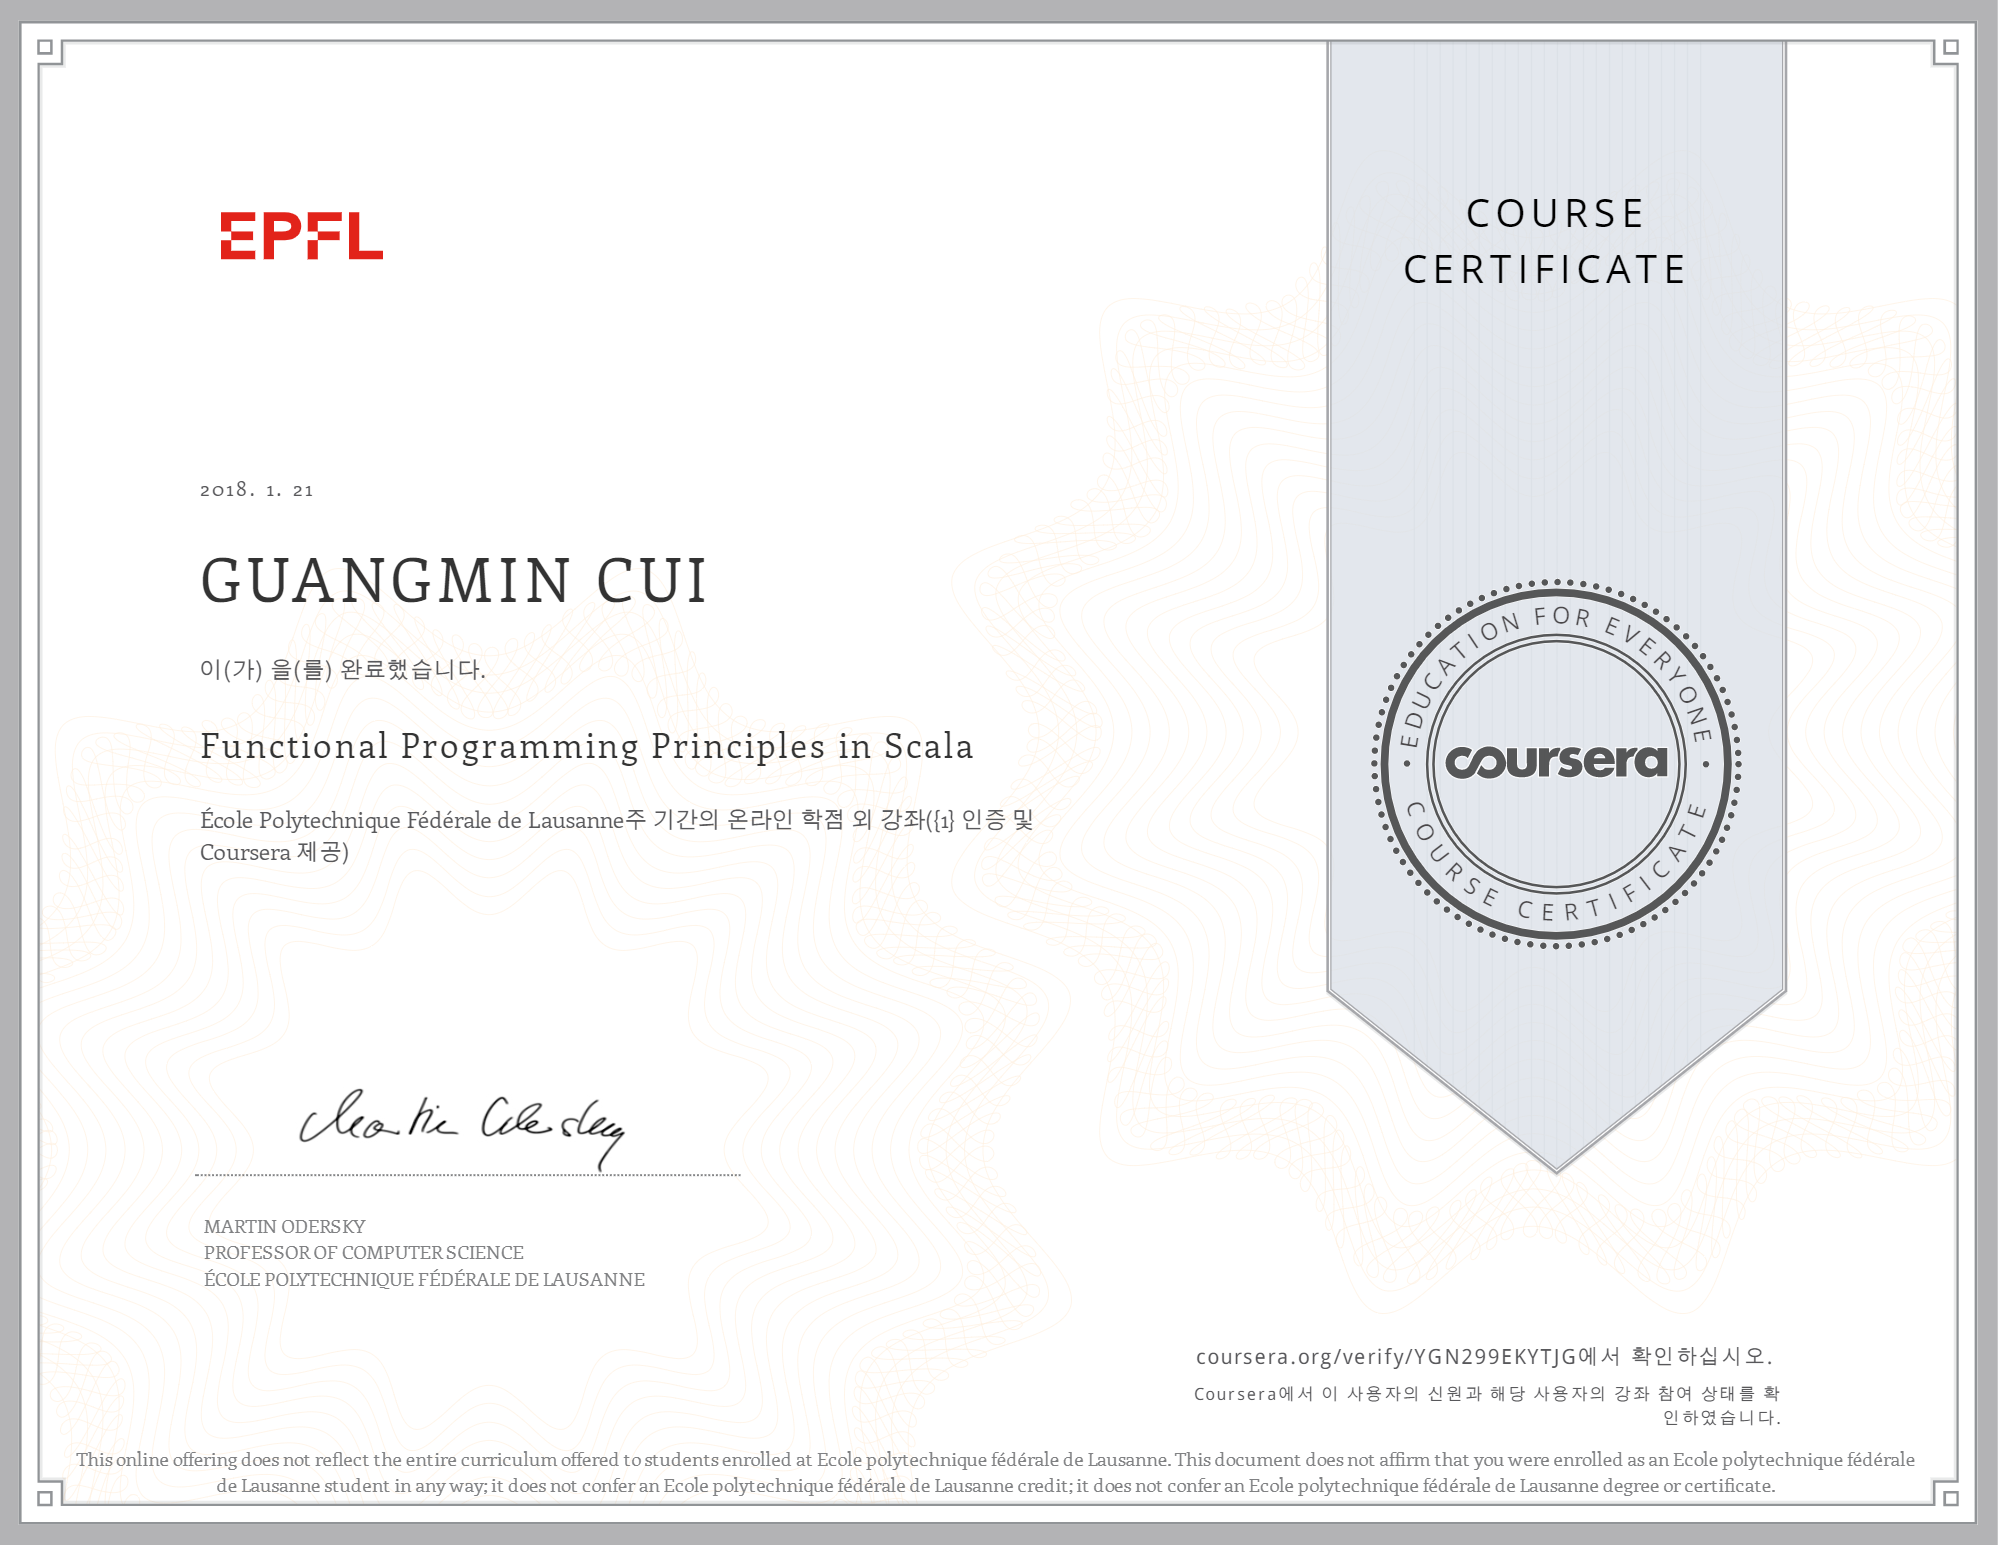 EPFL
COURSE
CERTIFICATE
2018. 1. 21
GUANGMIN CUI
이(가) 을(를) 완료했습니다.
Functional Programming Principles in Scala
École Polytechnique Fédérale de Lausanne주 기간의 온라인 학점 외 강좌({1} 인증 및
Coursera 제공)
EDUCATION FOR EVERYONE
coursera
COURSE CERTIFICATE
Martin Odersky
MARTIN ODERSKY
PROFESSOR OF COMPUTER SCIENCE
ÉCOLE POLYTECHNIQUE FÉDÉRALE DE LAUSANNE
coursera.org/verify/YGN299EKYTJG에서 확인하십시오.
Coursera에서 이 사용자의 신원과 해당 사용자의 강좌 참여 상태를 확
인하였습니다.
This online offering does not reflect the entire curriculum offered to students enrolled at Ecole polytechnique fédérale de Lausanne. This document does not affirm that you were enrolled as an Ecole polytechnique fédérale
de Lausanne student in any way; it does not confer an Ecole polytechnique fédérale de Lausanne credit; it does not confer an Ecole polytechnique fédérale de Lausanne degree or certificate.